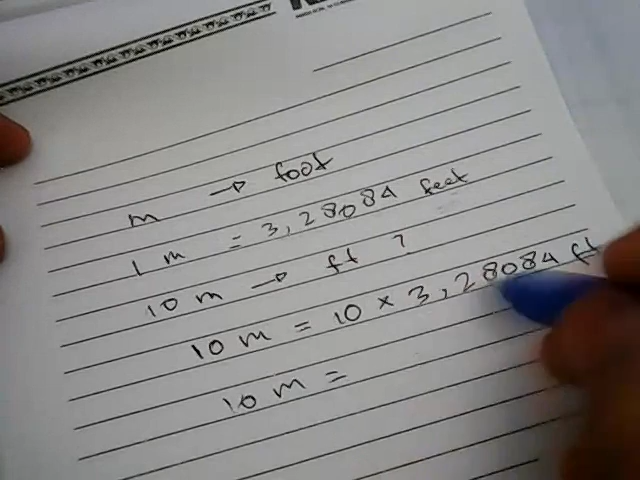 m → foot
1 m = 3,28084 feet
10 m → ft ?
10 m = 10 × 3,28084 ft
10 m =